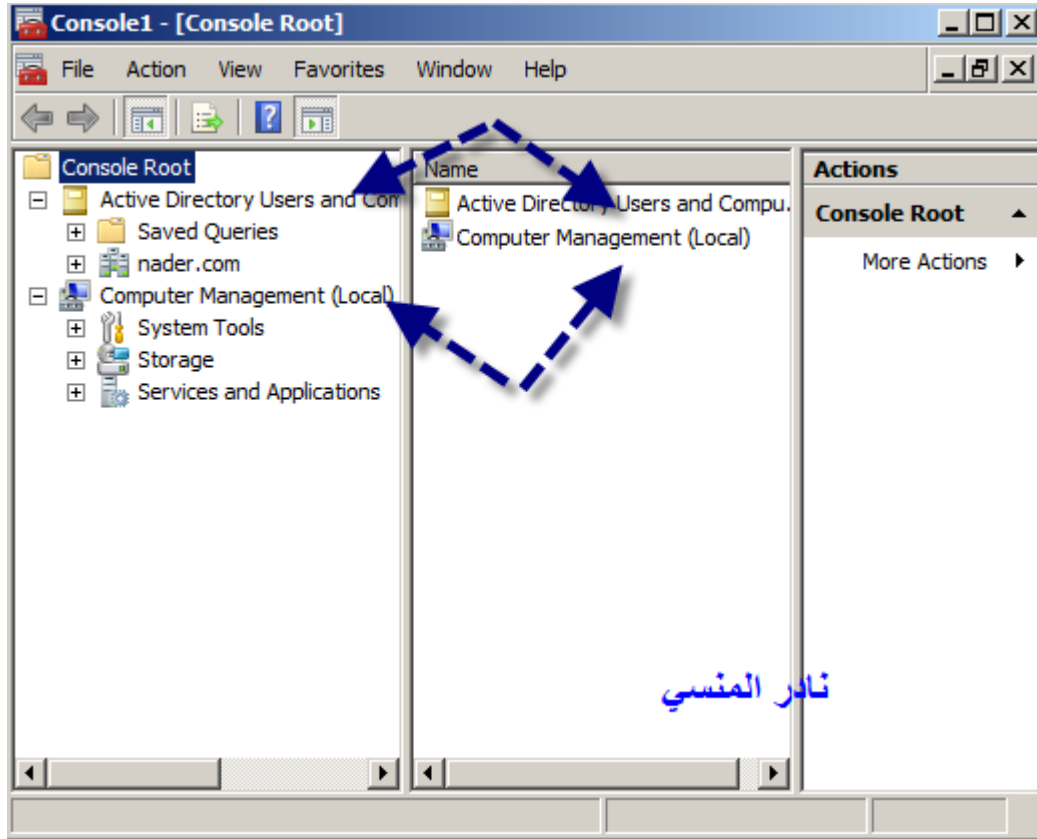 Console1 - [Console Root]
File Action View Favorites Window Help
Console Root
Active Directory Users and Com
Saved Queries
nader.com
Computer Management (Local)
System Tools
Storage
Services and Applications
Name
Active Directory Users and Compu.
Computer Management (Local)
Actions
Console Root
More Actions
نادر المنسي